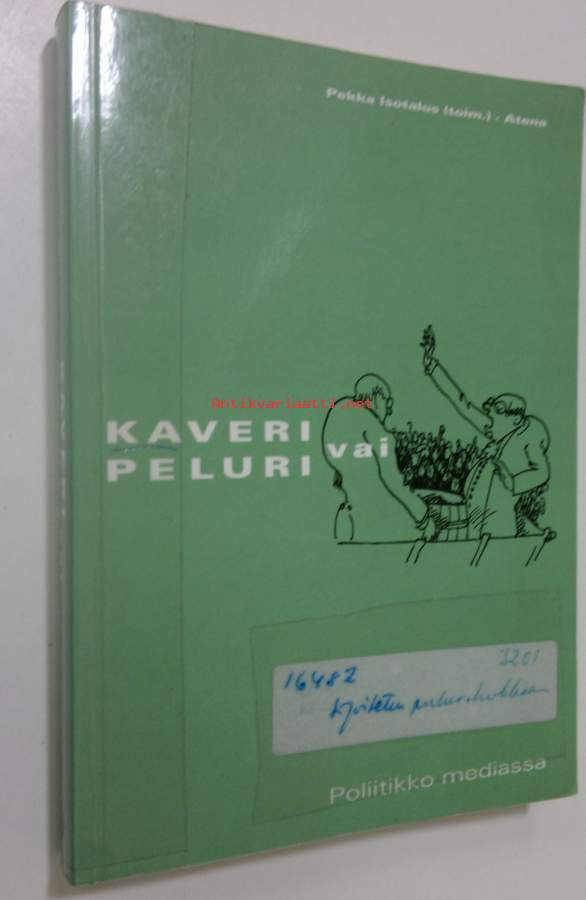 Pekka Isotalus (toim.) - Atena
Antikvariaatti.net
KAVERI
vai
PELURI
16482
3201
Poliitikko mediassa